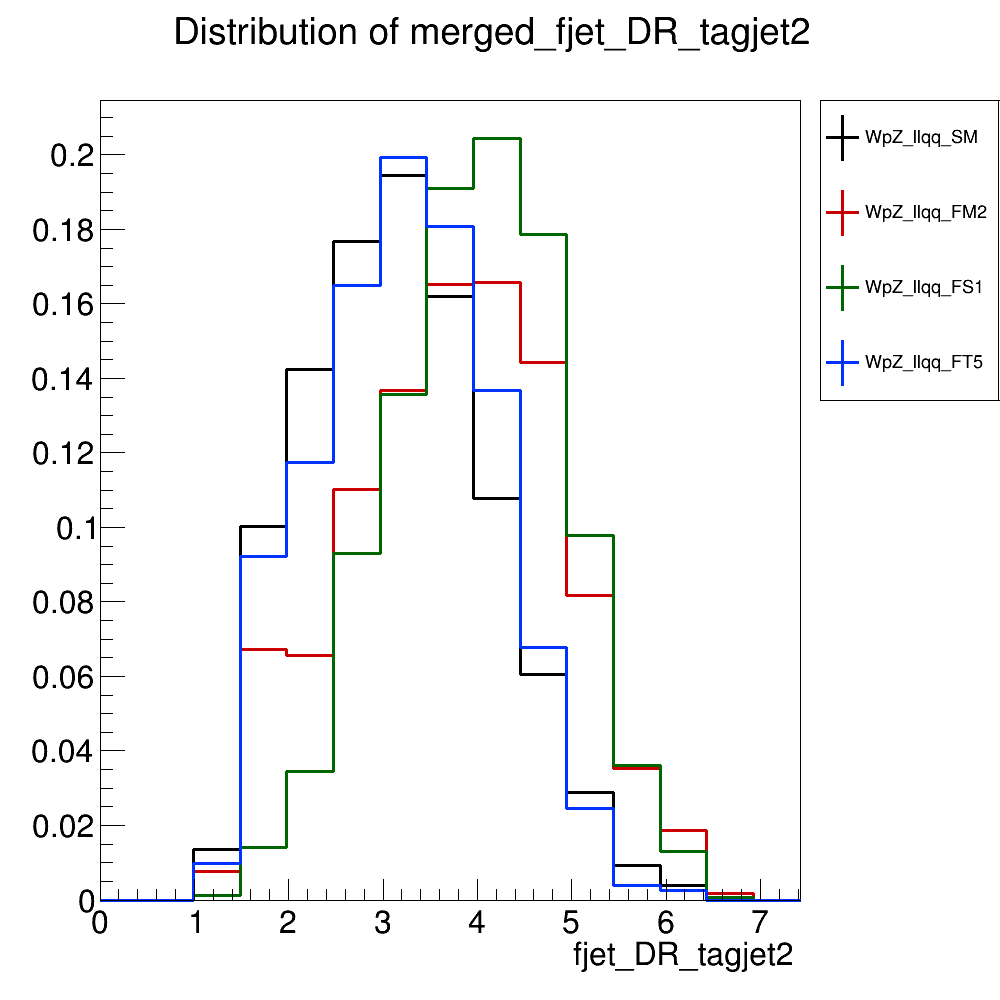 Distribution of merged_fjet_DR_tagjet2
WpZ_llqq_SM
WpZ_llqq_FM2
WpZ_llqq_FS1
WpZ_llqq_FT5
0.2
0.18
0.16
0.14
0.12
0.1
0.08
0.06
0.04
0.02
0
0 1 2 3 4 5 6 7
fjet_DR_tagjet2